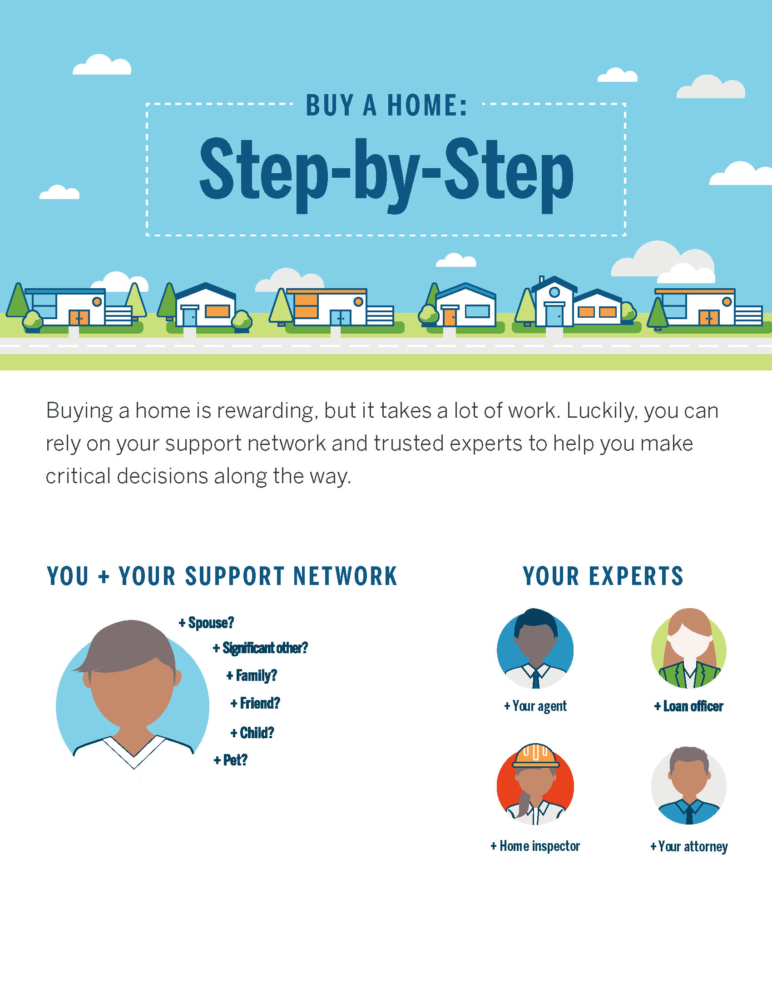 BUY A HOME:
Step-by-Step
Buying a home is rewarding, but it takes a lot of work. Luckily, you can
rely on your support network and trusted experts to help you make
critical decisions along the way.
YOU + YOUR SUPPORT NETWORK
+ Spouse?
+ Significant other?
+ Family?
+ Friend?
+ Child?
+ Pet?
YOUR EXPERTS
+ Your agent
+ Loan officer
+ Home inspector
+ Your attorney